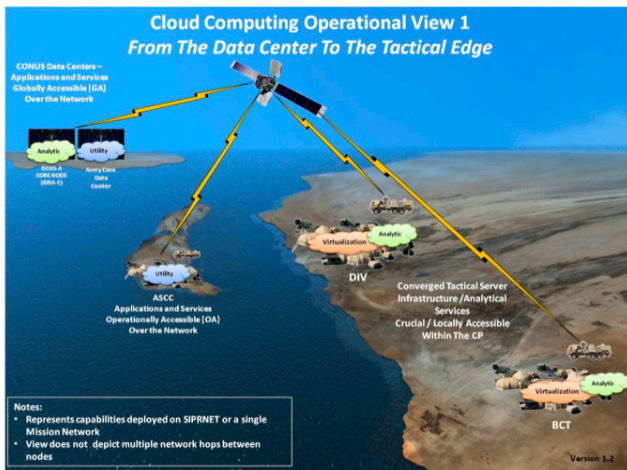 Cloud Computing Operational View 1
From The Data Center To The Tactical Edge
CONUS Data Centers –
Applications and Services
Globally Accessible (GA)
Over the Network
Analytic
Utility
DCGS-A
CORE NODE
(GISA-C)
Army Core
Data
Center
Utility
ASCC
Applications and Services
Operationally Accessible (OA)
Over the Network
Virtualization
Analytic
DIV
Converged Tactical Server
Infrastructure /Analytical
Services
Crucial / Locally Accessible
Within The CP
Virtualization
Analytic
BCT
Notes:
• Represents capabilities deployed on SIPRNET or a single
Mission Network
• View does not depict multiple network hops between
nodes
Version 1.2